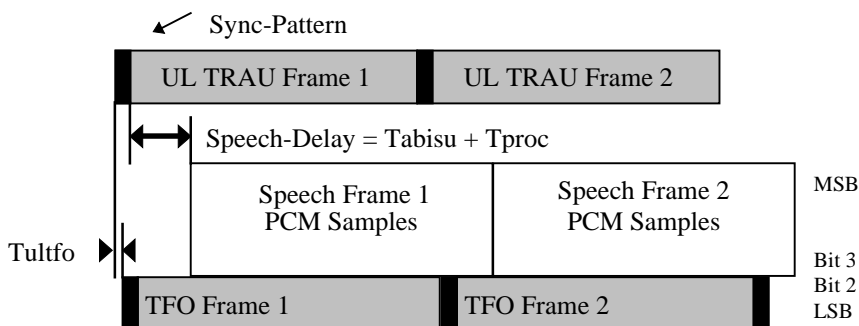 Sync-Pattern
UL TRAU Frame 1
UL TRAU Frame 2
Speech-Delay = Tabisu + Tproc
Speech Frame 1
PCM Samples
Speech Frame 2
PCM Samples
MSB
Tultfo
Bit 3
Bit 2
LSB
TFO Frame 1
TFO Frame 2